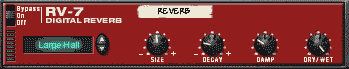 Bypass
On
Off
RV-7
DIGITAL REVERB
REVERB
Large Hall
SIZE
DECAY
DAMP
DRY/WET